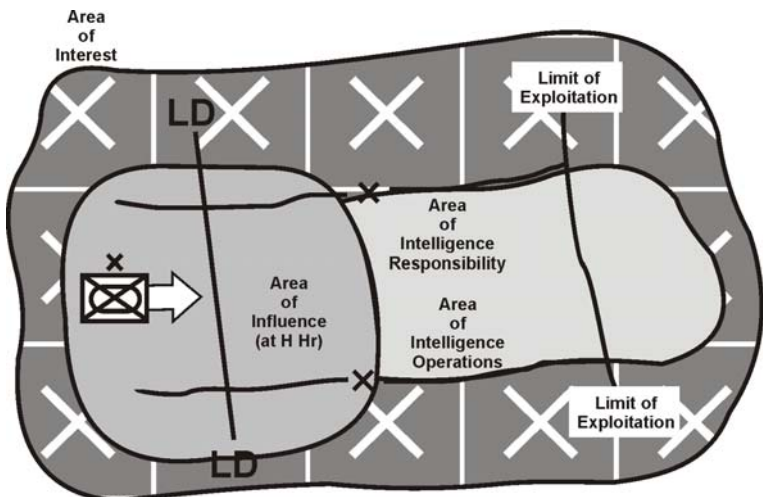 Area
of
Interest
LD
Limit of
Exploitation
Area
of
Intelligence
Responsibility
Area
of
Influence
(at H Hr)
Area
of
Intelligence
Operations
LD
Limit of
Exploitation